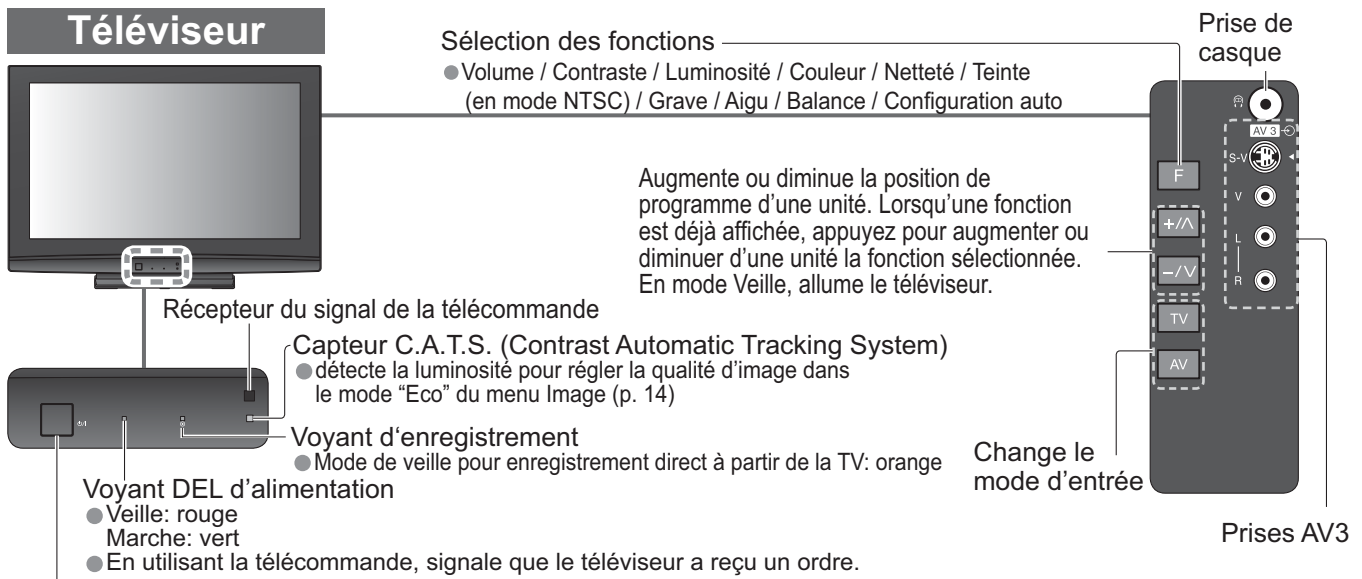 Téléviseur
Sélection des fonctions
● Volume / Contraste / Luminosité / Couleur / Netteté / Teinte
(en mode NTSC) / Grave / Aigu / Balance / Configuration auto
Prise de
casque
AV 3
S-V
V
L
R
F
+/∧
−/∨
TV
AV
Augmente ou diminue la position de
programme d’une unité. Lorsqu’une fonction
est déjà affichée, appuyez pour augmenter ou
diminuer d’une unité la fonction sélectionnée.
En mode Veille, allume le téléviseur.
Récepteur du signal de la télécommande
Capteur C.A.T.S. (Contrast Automatic Tracking System)
● détecte la luminosité pour régler la qualité d’image dans
le mode “Eco” du menu Image (p. 14)
Voyant d‘enregistrement
● Mode de veille pour enregistrement direct à partir de la TV: orange
Change le
mode d’entrée
Prises AV3
Voyant DEL d’alimentation
● Veille: rouge
Marche: vert
● En utilisant la télécommande, signale que le téléviseur a reçu un ordre.